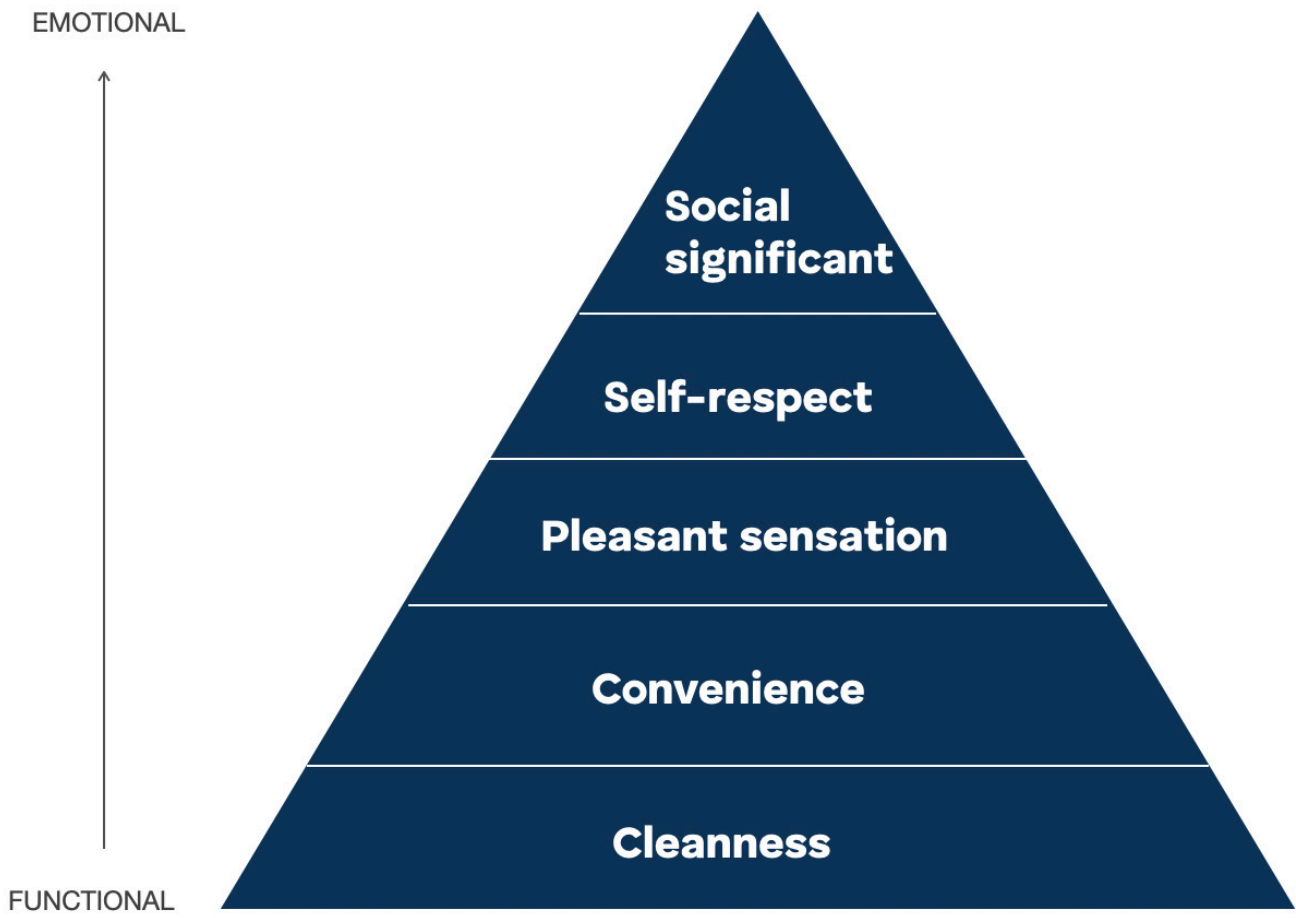 EMOTIONAL
Social
significant
Self-respect
Pleasant sensation
Convenience
Cleanness
FUNCTIONAL